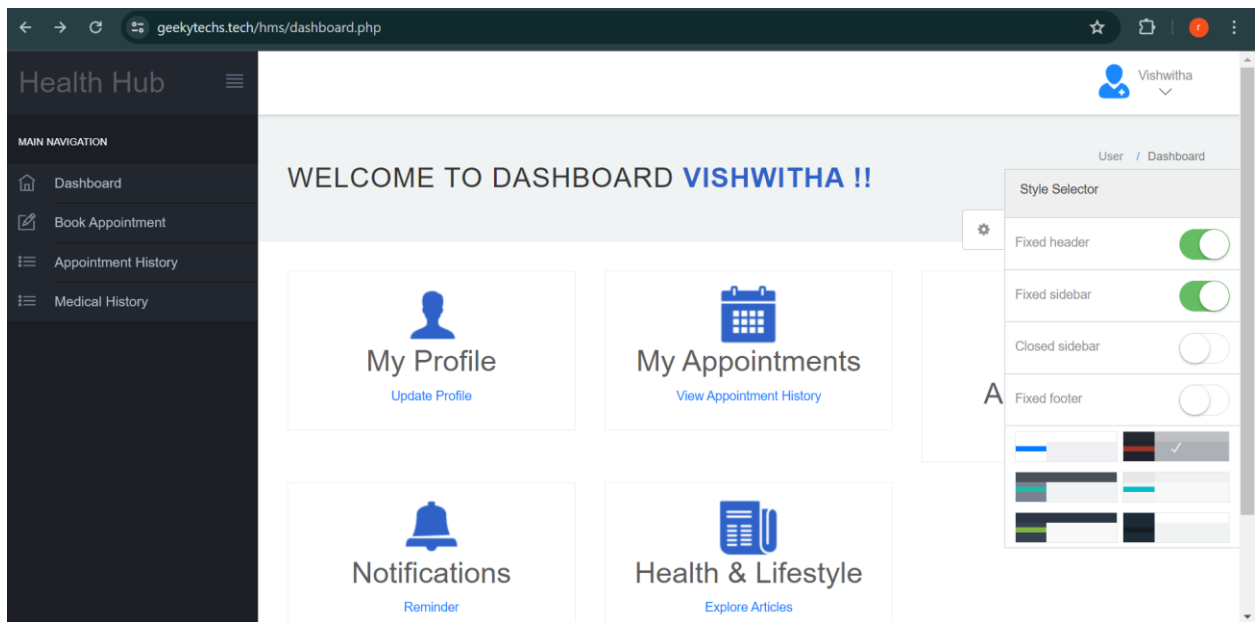 geekytechs.tech/hms/dashboard.php
r
Health Hub
Vishwitha
MAIN NAVIGATION
Dashboard
Book Appointment
Appointment History
Medical History
User / Dashboard
WELCOME TO DASHBOARD VISHWITHA !!
Style Selector
Fixed header
Fixed sidebar
Closed sidebar
Fixed footer
My Profile
Update Profile
My Appointments
View Appointment History
A
Notifications
Reminder
Health & Lifestyle
Explore Articles